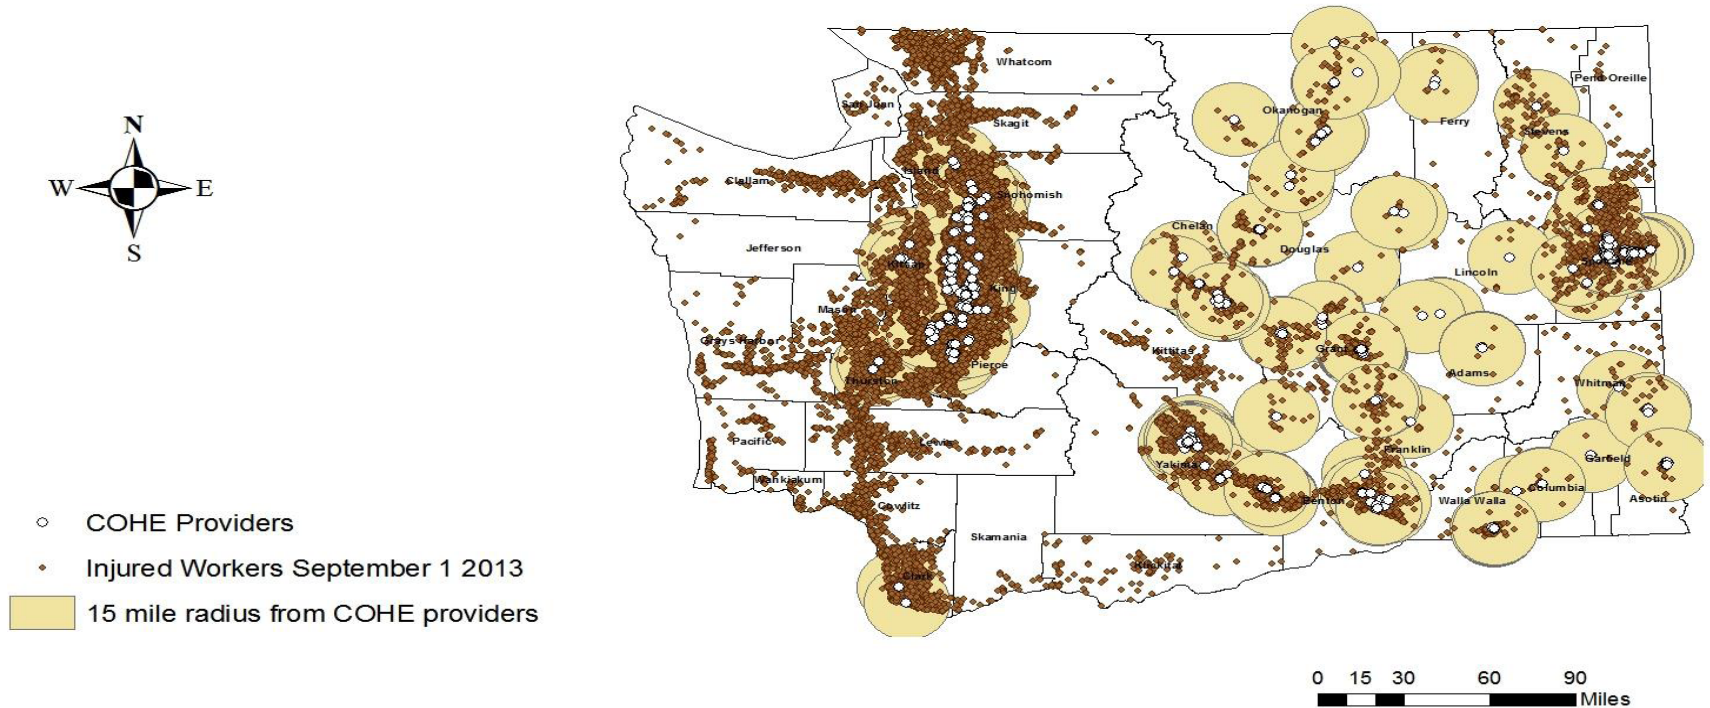 N
W E
S
COHE Providers
Injured Workers September 1 2013
15 mile radius from COHE providers
Whatcom
San Juan
Skagit
Island
Snohomish
Clallam
Jefferson
Kitsap
King
Mason
Grays Harbor
Pierce
Thurston
Pacific
Lewis
Wahkiakum
Cowlitz
Skamania
Clark
Klickitat
Okanogan
Ferry
Stevens
Pend Oreille
Chelan
Douglas
Lincoln
Spokane
Kittitas
Grant
Adams
Whitman
Yakima
Benton
Franklin
Walla Walla
Columbia
Garfield
Asotin
0 15 30 60 90
Miles